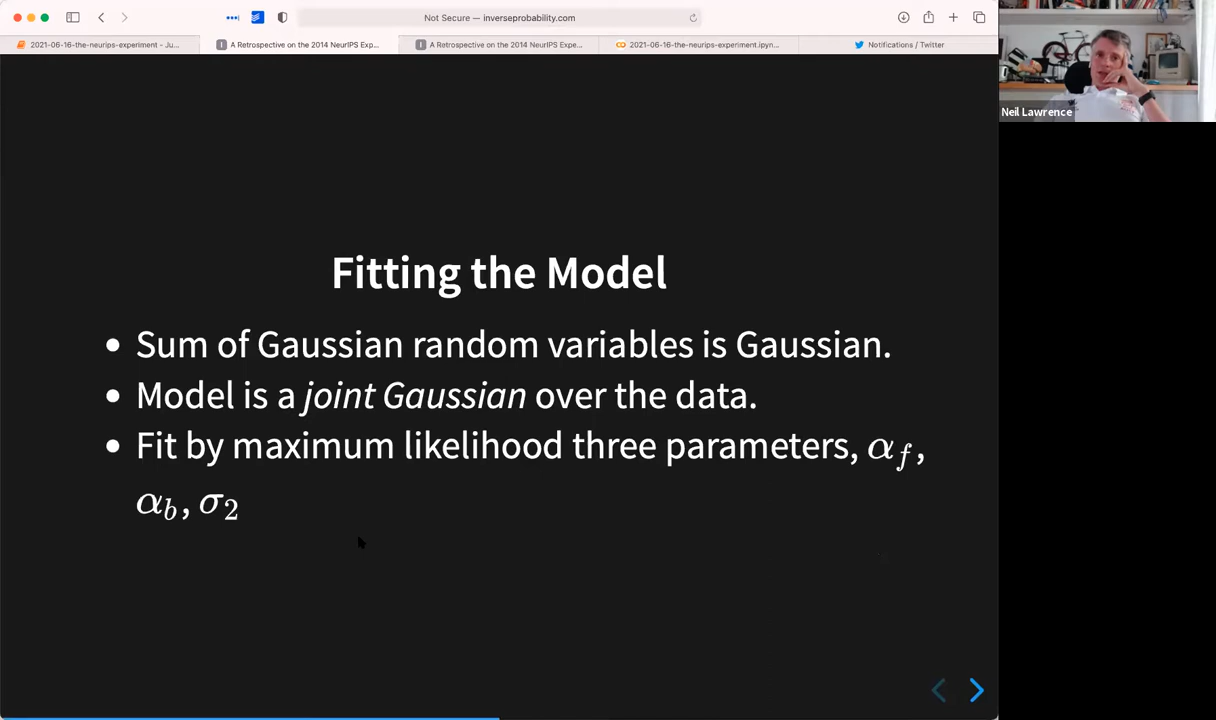 Not Secure — inverseprobability.com
2021-06-16-the-neurips-experiment - Ju...
A Retrospective on the 2014 NeurIPS Exp...
A Retrospective on the 2014 NeurIPS Expe...
2021-06-16-the-neurips-experiment.ipyn...
Notifications / Twitter
Neil Lawrence
Fitting the Model
• Sum of Gaussian random variables is Gaussian.
• Model is a joint Gaussian over the data.
• Fit by maximum likelihood three parameters, α_f,
α_b, σ_2